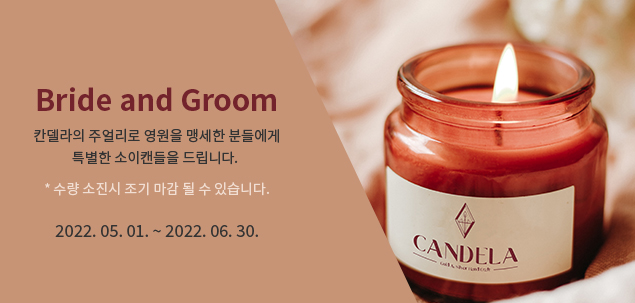 Bride and Groom
칸델라의 주얼리로 영원을 맹세한 분들에게
특별한 소이캔들을 드립니다.
* 수량 소진시 조기 마감 될 수 있습니다.
2022. 05. 01. ~ 2022. 06. 30.
CANDELA